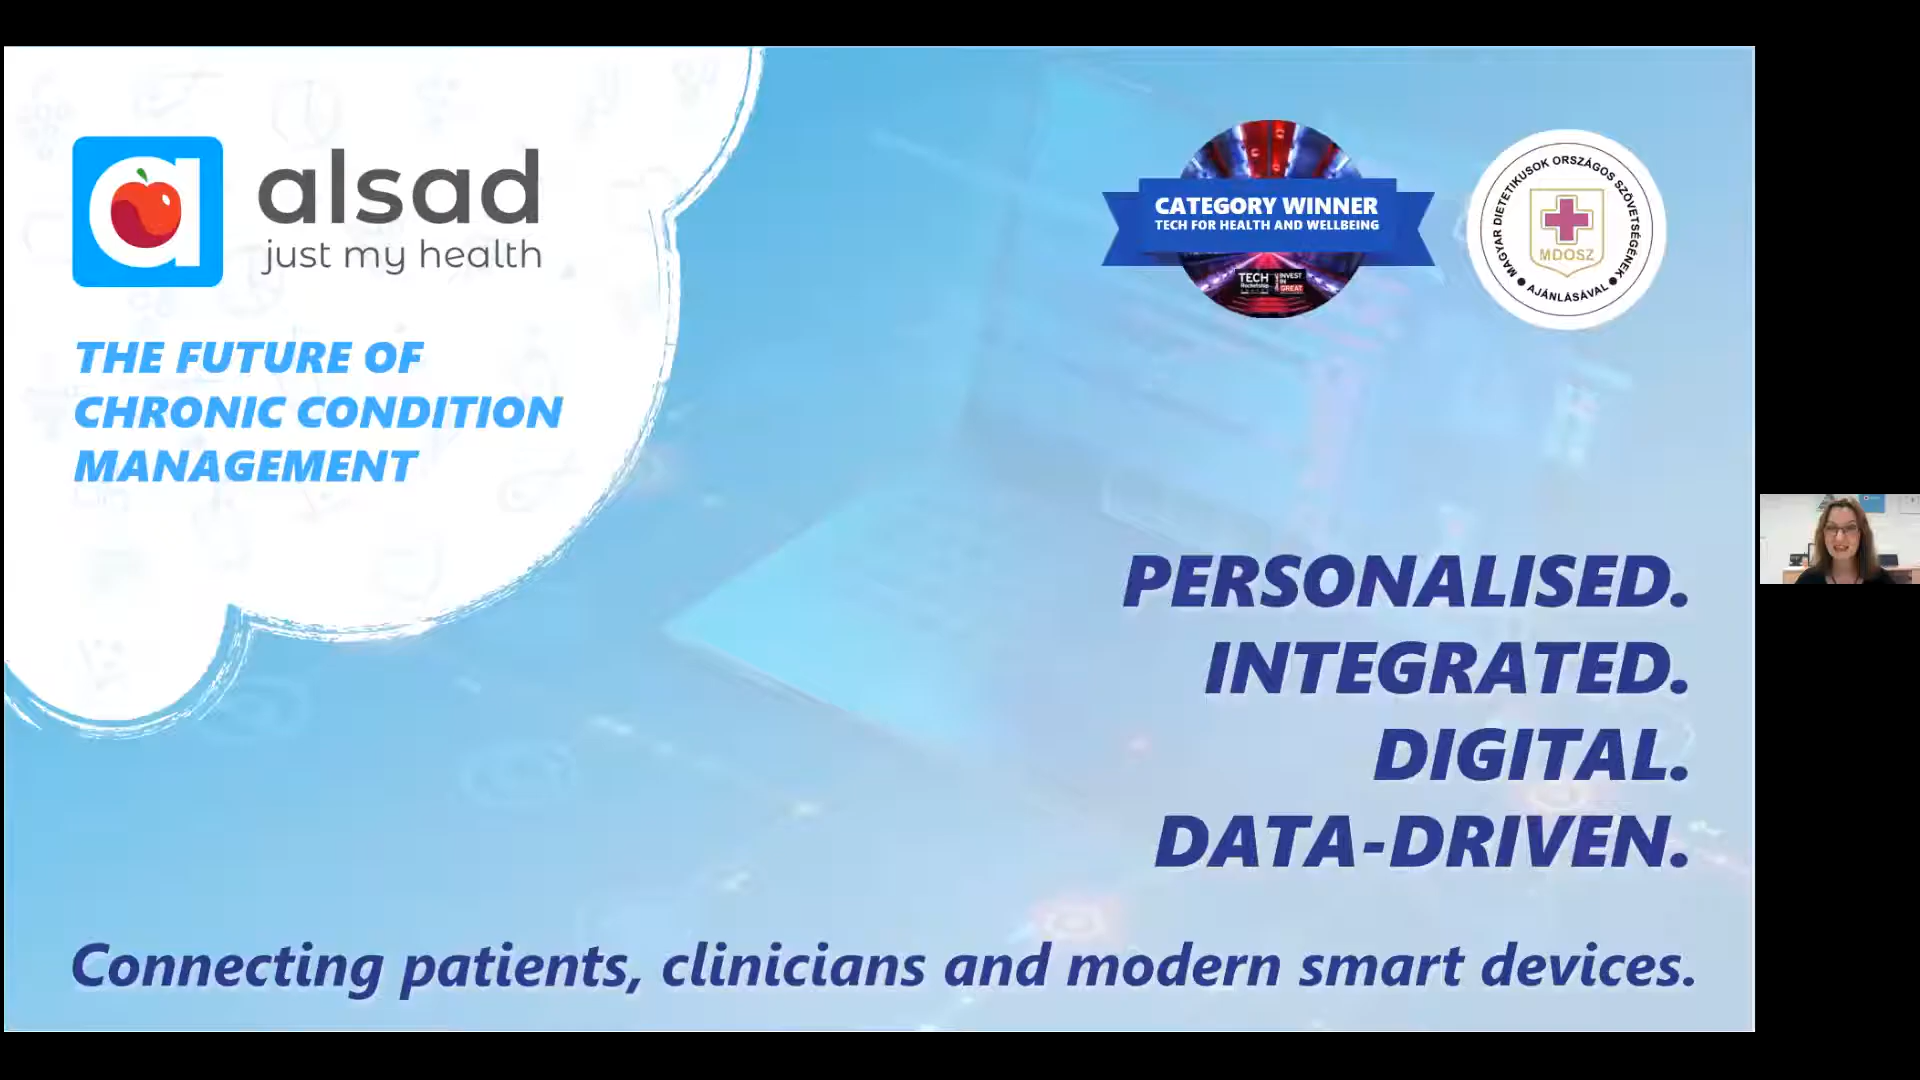 alsad
just my health
THE FUTURE OF
CHRONIC CONDITION
MANAGEMENT
CATEGORY WINNER
TECH FOR HEALTH AND WELLBEING
TECH
Rocketship
INVEST
IN
GREAT
MAGYAR DIETETIKUSOK ORSZÁGOS SZÖVETSÉGÉNEK
MDOSZ
AJÁNLÁSÁVAL
PERSONALISED.
INTEGRATED.
DIGITAL.
DATA-DRIVEN.
Connecting patients, clinicians and modern smart devices.